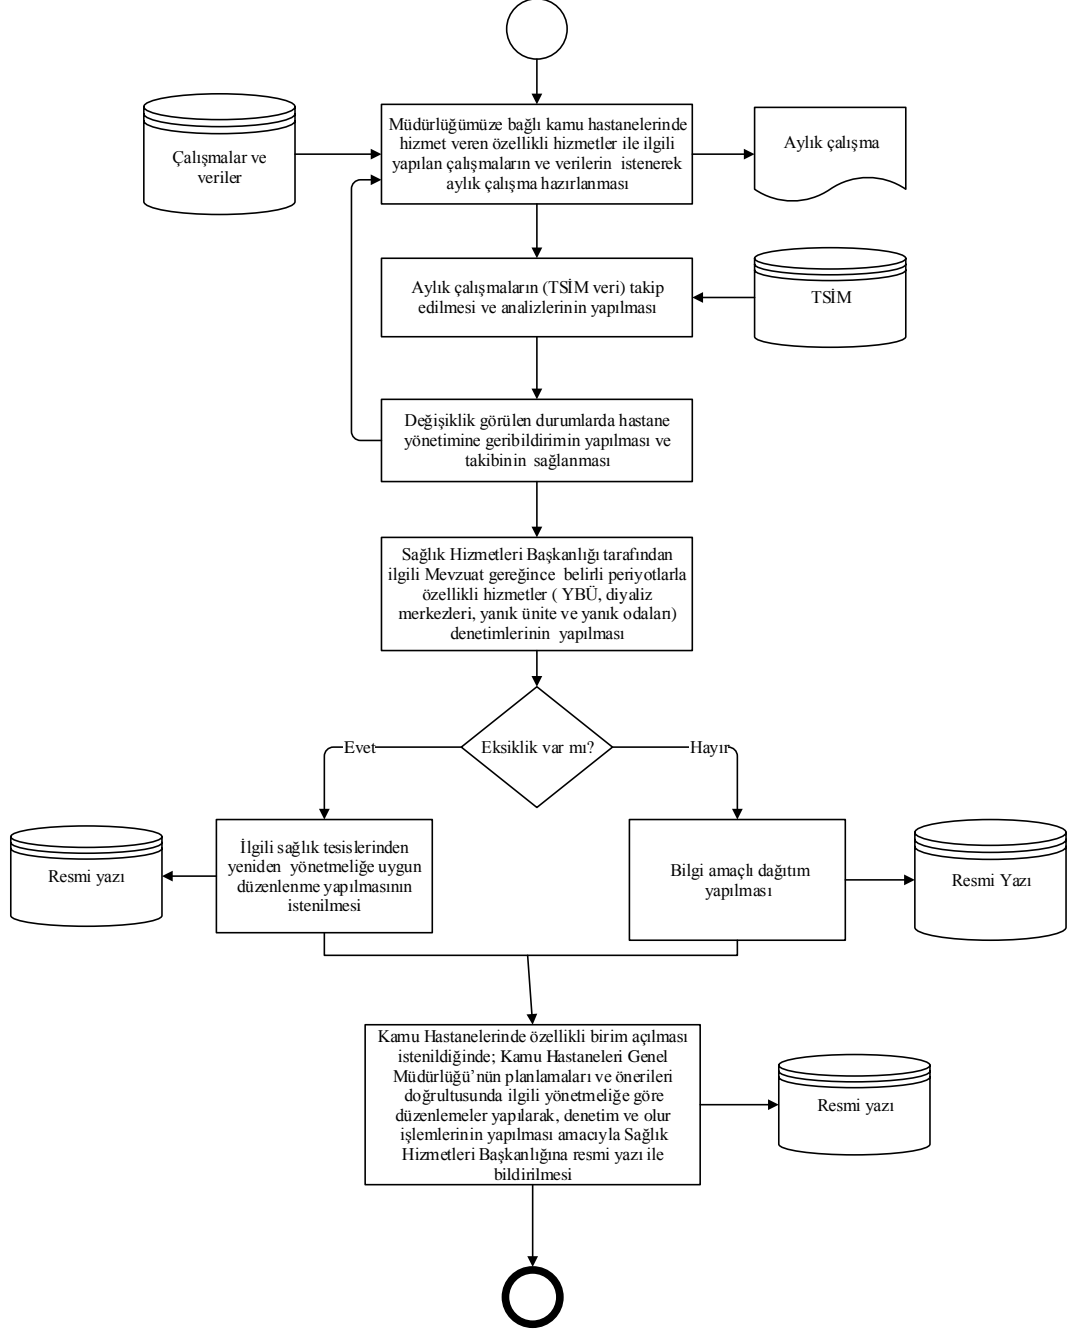 Müdürlüğümüze bağlı kamu hastanelerinde
hizmet veren özellikli hizmetler ile ilgili
yapılan çalışmaların ve verilerin istenerek
aylık çalışma hazırlanması
Çalışmalar ve
veriler
Aylık çalışma
Aylık çalışmaların (TSİM veri) takip
edilmesi ve analizlerinin yapılması
TSİM
Değişiklik görülen durumlarda hastane
yönetimine geribildirimin yapılması ve
takibinin sağlanması
Sağlık Hizmetleri Başkanlığı tarafından
ilgili Mevzuat gereğince belirli periyotlarla
özellikli hizmetler ( YBÜ, diyaliz
merkezleri, yanık ünite ve yanık odaları)
denetimlerinin yapılması
Evet
Eksiklik var mı?
Hayır
Resmi yazı
İlgili sağlık tesislerinden
yeniden yönetmeliğe uygun
düzenlenme yapılmasının
istenilmesi
Bilgi amaçlı dağıtım
yapılması
Resmi Yazı
Kamu Hastanelerinde özellikli birim açılması
istenildiğinde; Kamu Hastaneleri Genel
Müdürlüğü'nün planlamaları ve önerileri
doğrultusunda ilgili yönetmeliğe göre
düzenlemeler yapılarak, denetim ve olur
işlemlerinin yapılması amacıyla Sağlık
Hizmetleri Başkanlığına resmi yazı ile
bildirilmesi
Resmi yazı